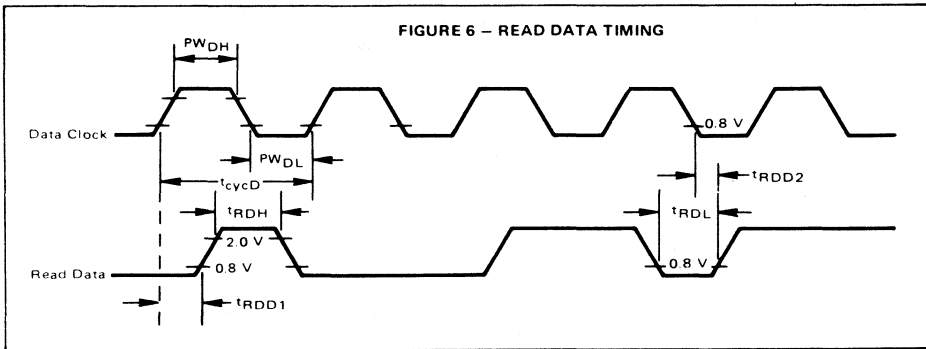 FIGURE 6 – READ DATA TIMING
PWDH
Data Clock
0.8 V
PWDL
tcycD
tRDD2
tRDH
tRDL
2.0 V
0.8 V
0.8 V
Read Data
tRDD1